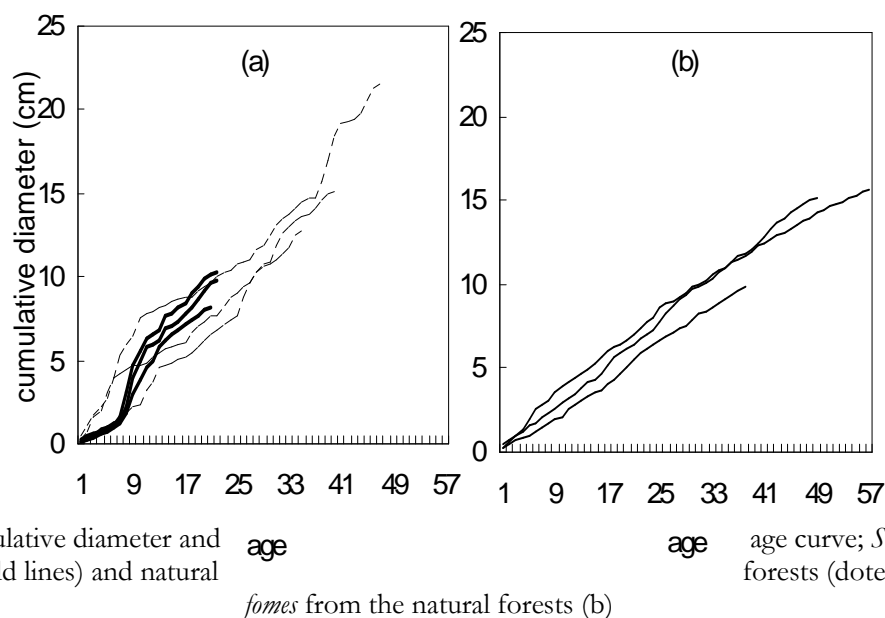 25
20
15
10
5
0
cumulative diameter (cm)
(a)
1 9 17 25 33 41 49 57
age
25
20
15
10
5
0
(b)
1 9 17 25 33 41 49 57
age
ulative diameter and
ld lines) and natural
age curve; S
forests (dote
fomes from the natural forests (b)